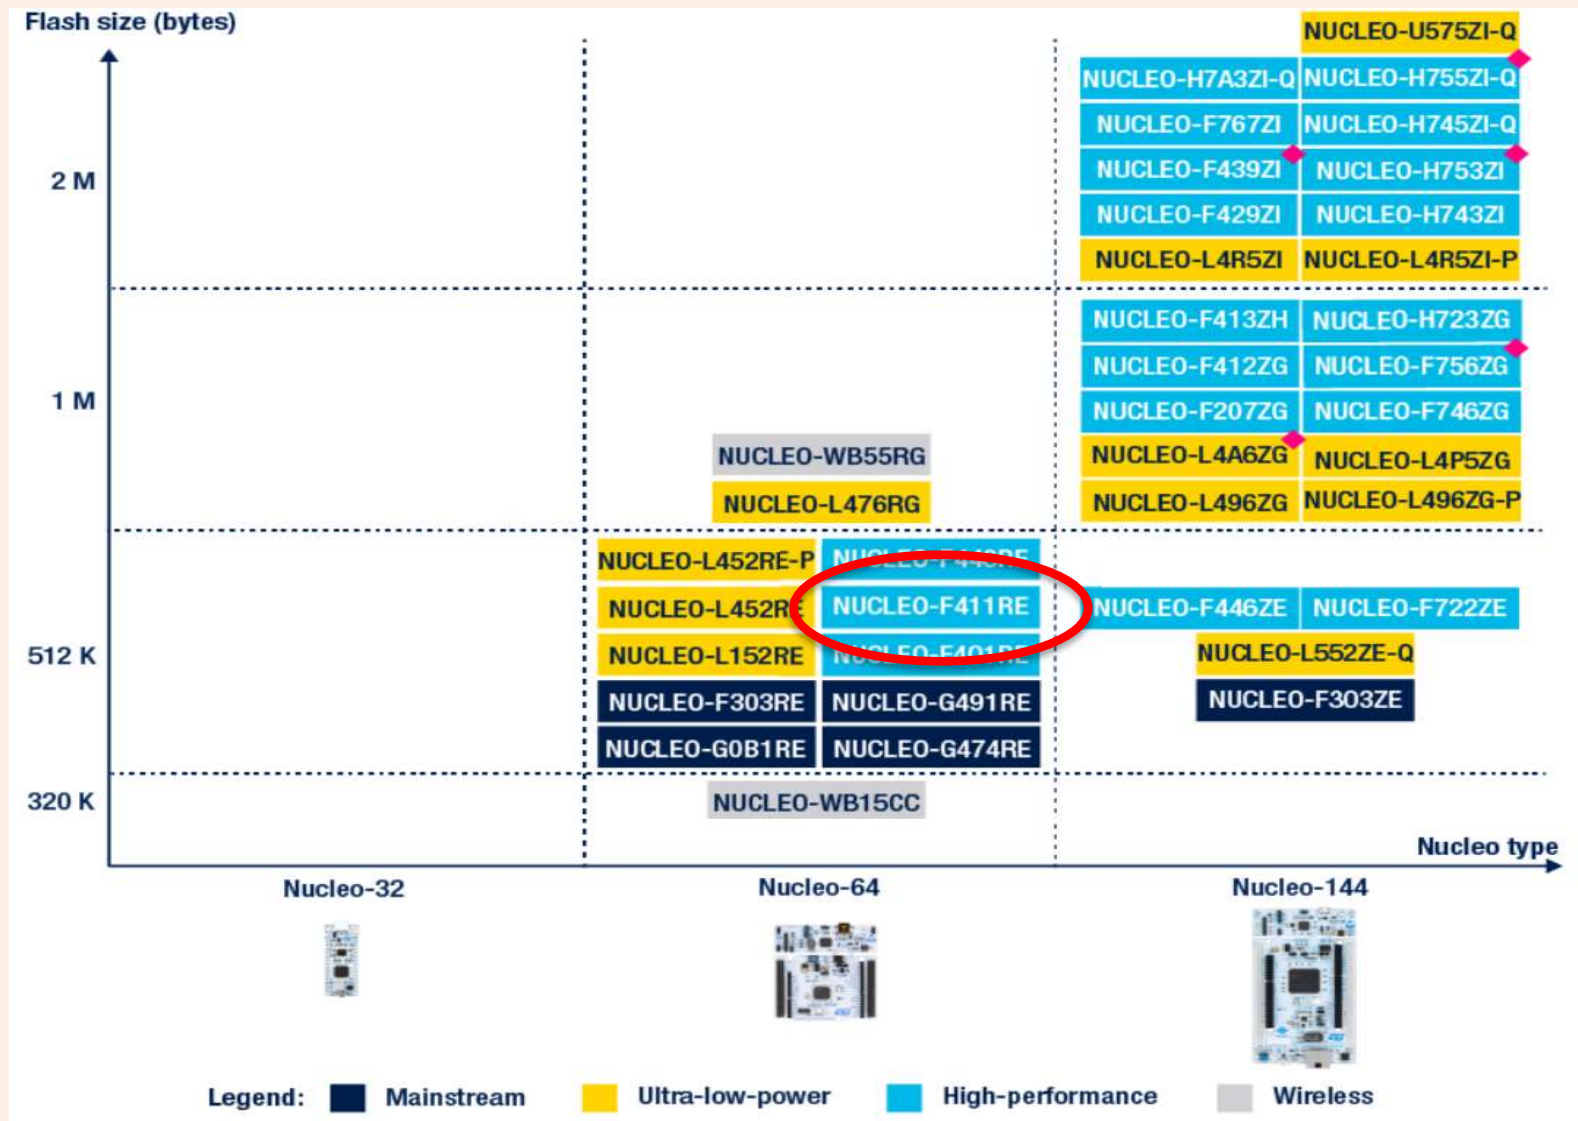 Flash size (bytes)
NUCLEO-U575ZI-Q
NUCLEO-H7A3ZI-Q NUCLEO-H755ZI-Q
NUCLEO-F767ZI NUCLEO-H745ZI-Q
2 M NUCLEO-F439ZI NUCLEO-H753ZI
NUCLEO-F429ZI NUCLEO-H743ZI
NUCLEO-L4R5ZI NUCLEO-L4R5ZI-P
NUCLEO-F413ZH NUCLEO-H723ZG
NUCLEO-F412ZG NUCLEO-F756ZG
1 M NUCLEO-F207ZG NUCLEO-F746ZG
NUCLEO-WB55RG NUCLEO-L4A6ZG NUCLEO-L4P5ZG
NUCLEO-L476RG NUCLEO-L496ZG NUCLEO-L496ZG-P
NUCLEO-L452RE-P
NUCLEO-L452RE NUCLEO-F411RE NUCLEO-F446ZE NUCLEO-F722ZE
512 K NUCLEO-L152RE NUCLEO-F401RE NUCLEO-L552ZE-Q
NUCLEO-F303RE NUCLEO-G491RE NUCLEO-F303ZE
NUCLEO-G0B1RE NUCLEO-G474RE
320 K NUCLEO-WB15CC
Nucleo type
Nucleo-32 Nucleo-64 Nucleo-144
Legend: Mainstream Ultra-low-power High-performance Wireless